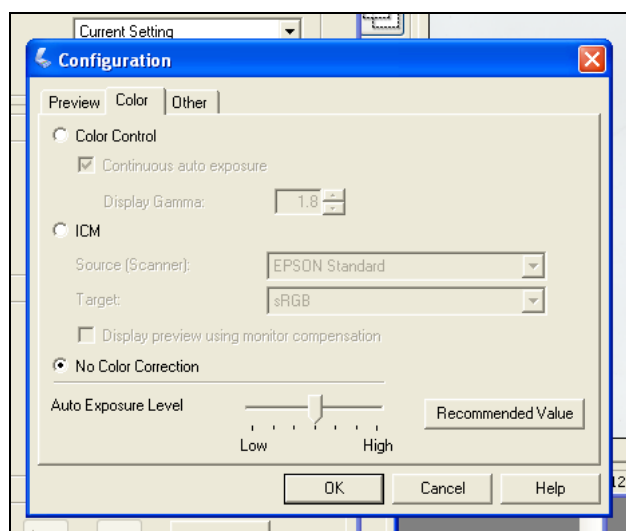 Current Setting
Configuration
Preview Color Other
Color Control
Continuous auto exposure
Display Gamma: 1.8
ICM
Source (Scanner): EPSON Standard
Target: sRGB
Display preview using monitor compensation
No Color Correction
Auto Exposure Level
Recommended Value
Low High
OK Cancel Help
12